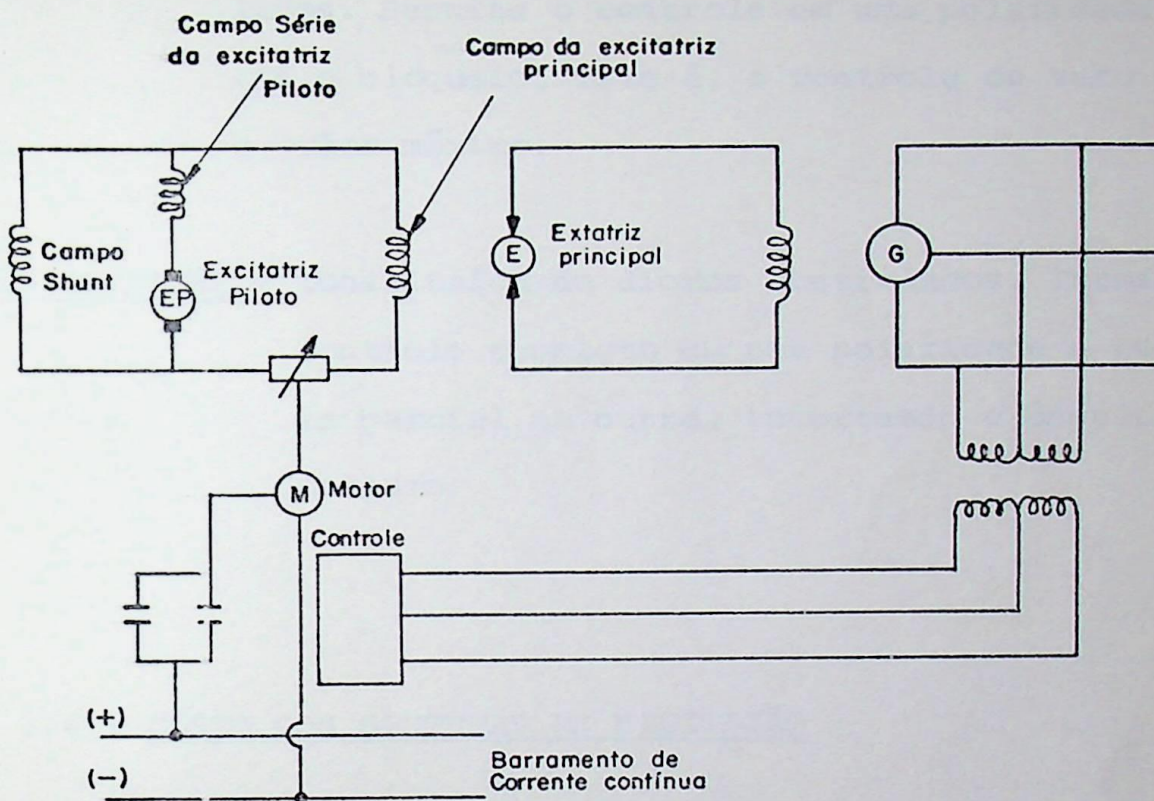 Campo Série
da excitatriz
Piloto
Campo da excitatriz
principal
Campo
Shunt
EP
Excitatriz
Piloto
E
Extatriz
principal
G
M
Motor
Controle
(+)
(−)
Barramento de
Corrente contínua